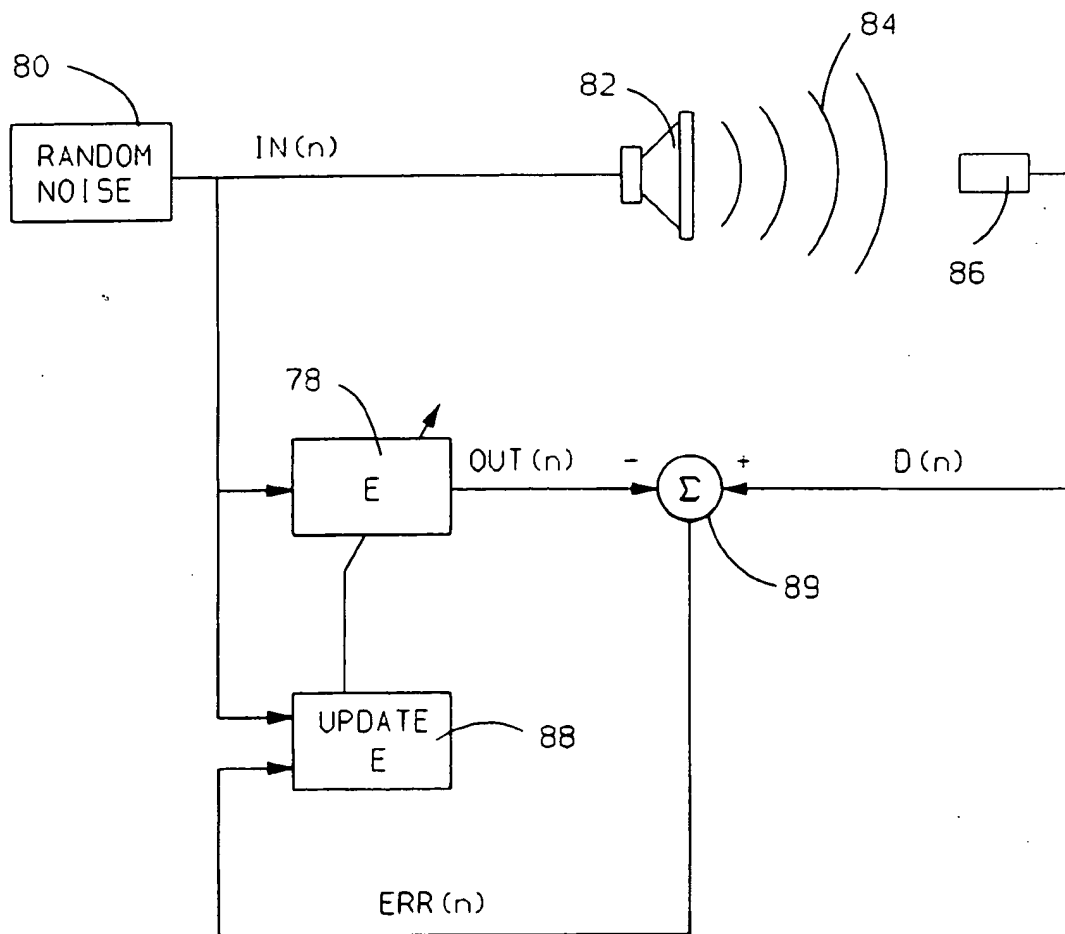 80
84
82
RANDOM
NOISE
IN(n)
86
78
E
OUT(n)
-
+
D(n)
Σ
89
UPDATE
E
88
ERR(n)